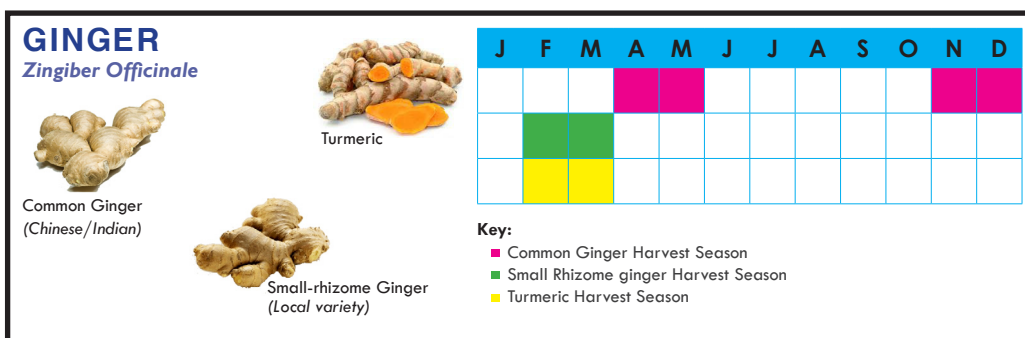 GINGER
Zingiber Officinale
Turmeric
Common Ginger
(Chinese/Indian)
Small-rhizome Ginger
(Local variety)
J F M A M J J A S O N D
Key:
Common Ginger Harvest Season
Small Rhizome ginger Harvest Season
Turmeric Harvest Season